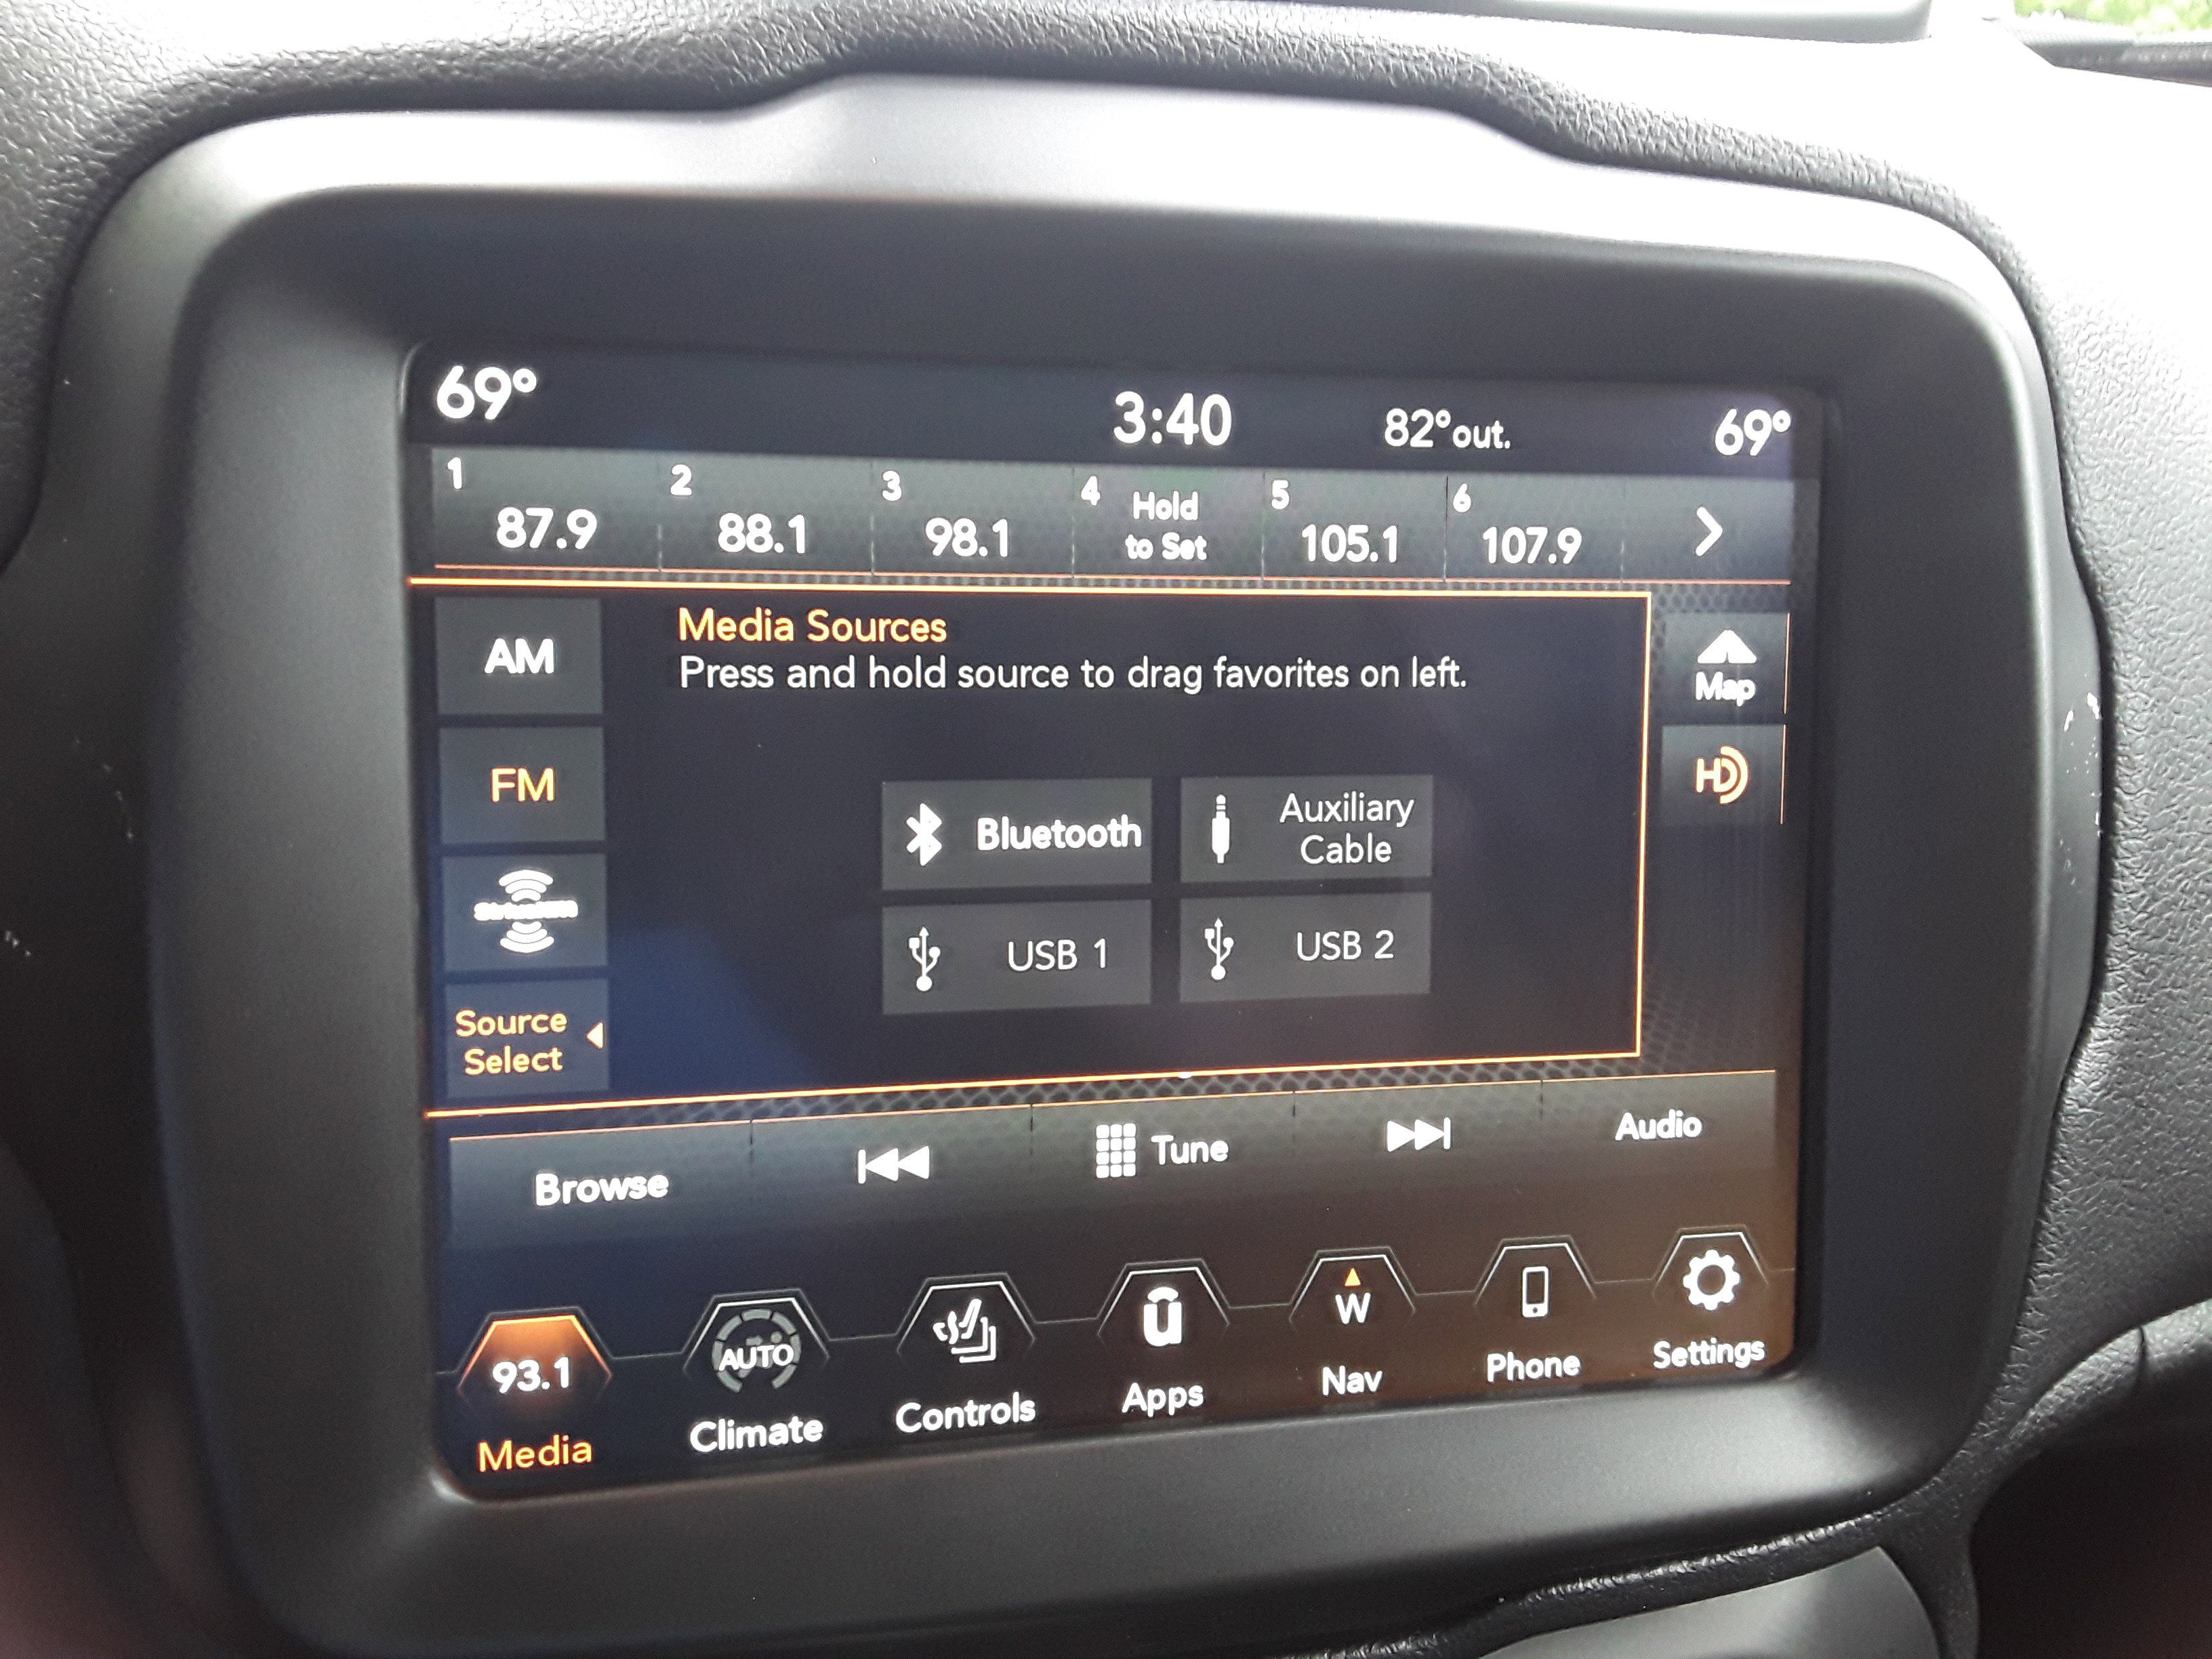 69°
3:40
82°out.
69°
1
87.9
2
88.1
3
98.1
4
Hold
to Set
5
105.1
6
107.9
AM
FM
Source
Select
Media Sources
Press and hold source to drag favorites on left.
Bluetooth
Auxiliary
Cable
USB 1
USB 2
Map
HD
Browse
Tune
Audio
93.1
Media
AUTO
Climate
Controls
u
Apps
W
Nav
Phone
Settings